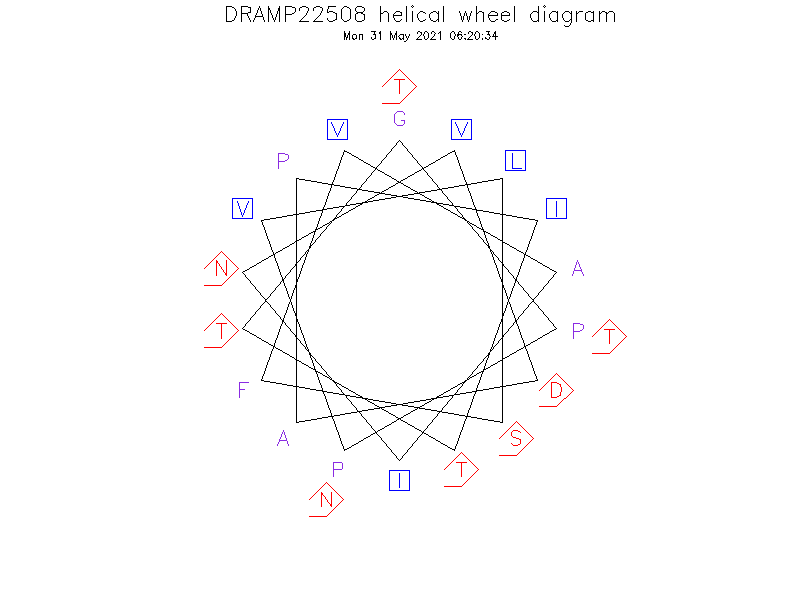 DRAMP22508 helical wheel diagram
Mon 31 May 2021 06:20:34
T
G
V V
P L
V I
N A
T P T
F D
A S
P I T
N